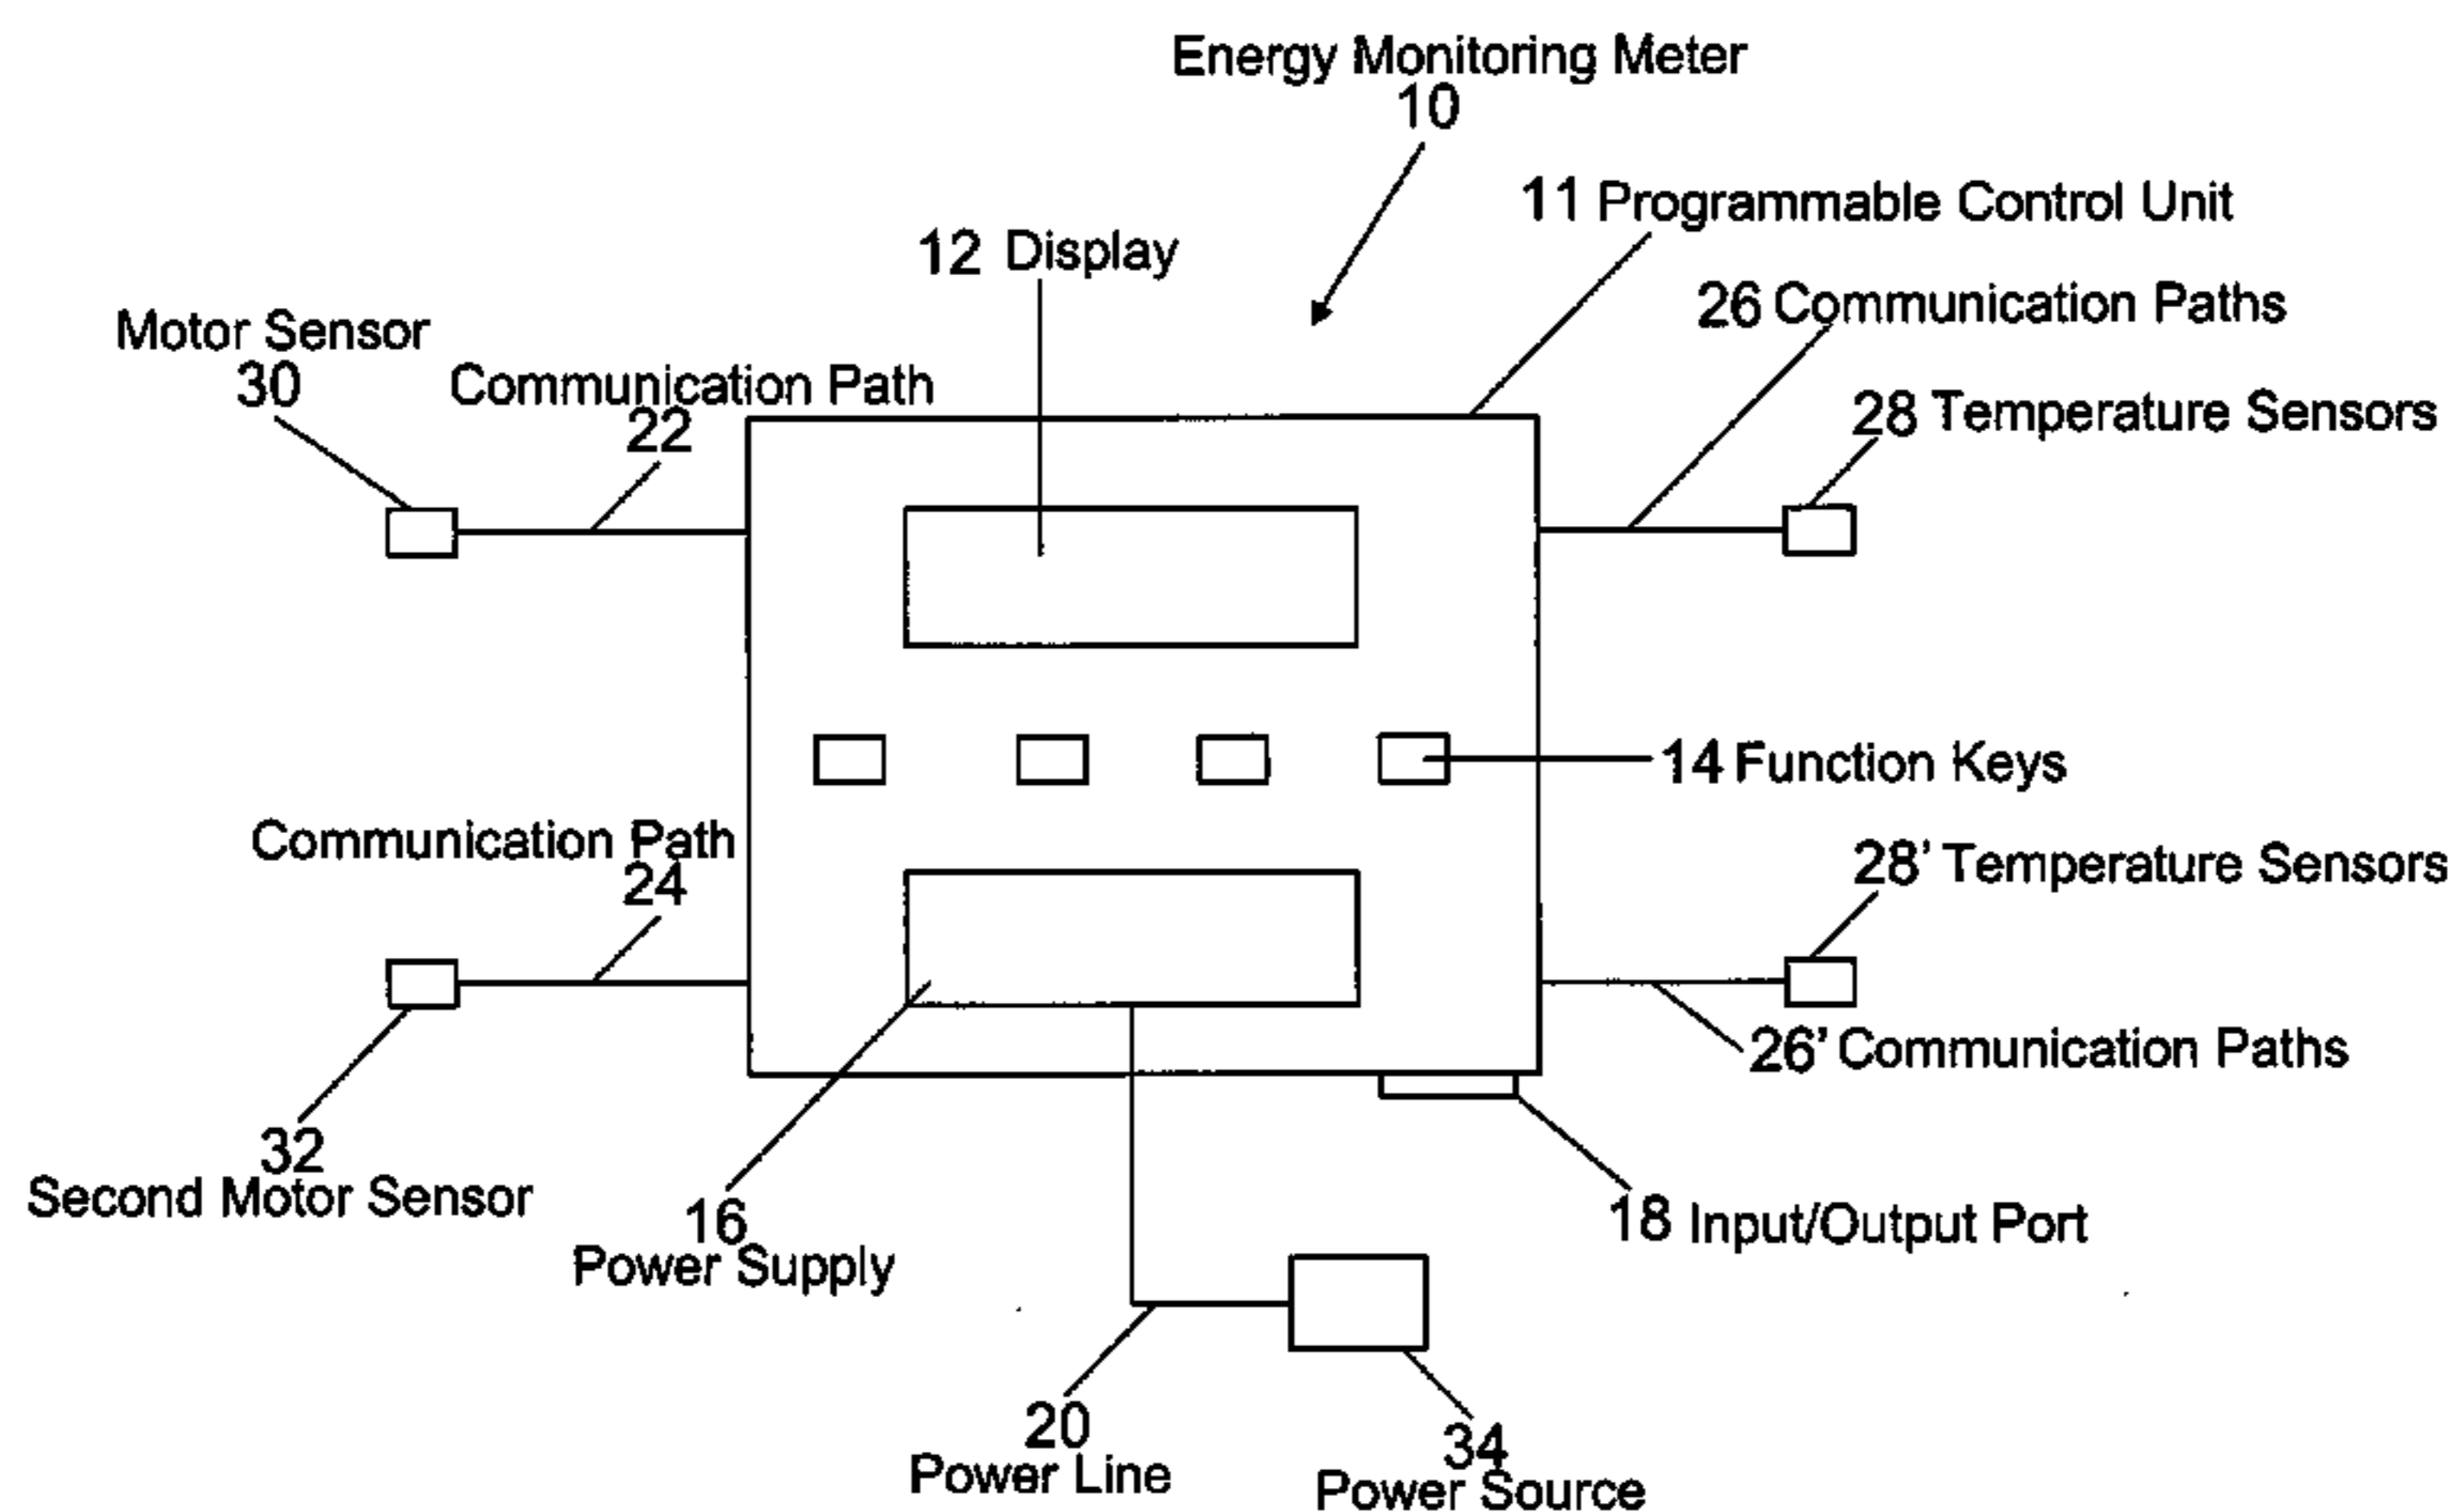 Energy Monitoring Meter
10
11 Programmable Control Unit
12 Display
26 Communication Paths
Motor Sensor
30
Communication Path
22
28 Temperature Sensors
14 Function Keys
Communication Path
24
28' Temperature Sensors
26' Communication Paths
32
Second Motor Sensor
16
Power Supply
18 Input/Output Port
20
Power Line
34
Power Source